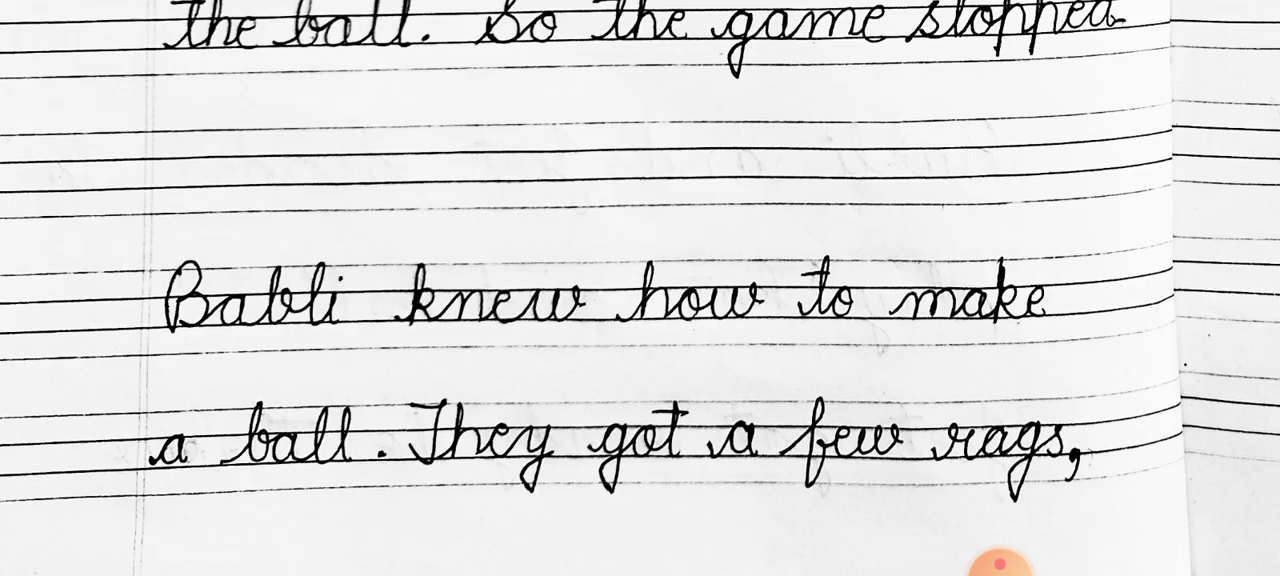 the ball. So the game stopped
Babli knew how to make
a ball. They got a few rags,